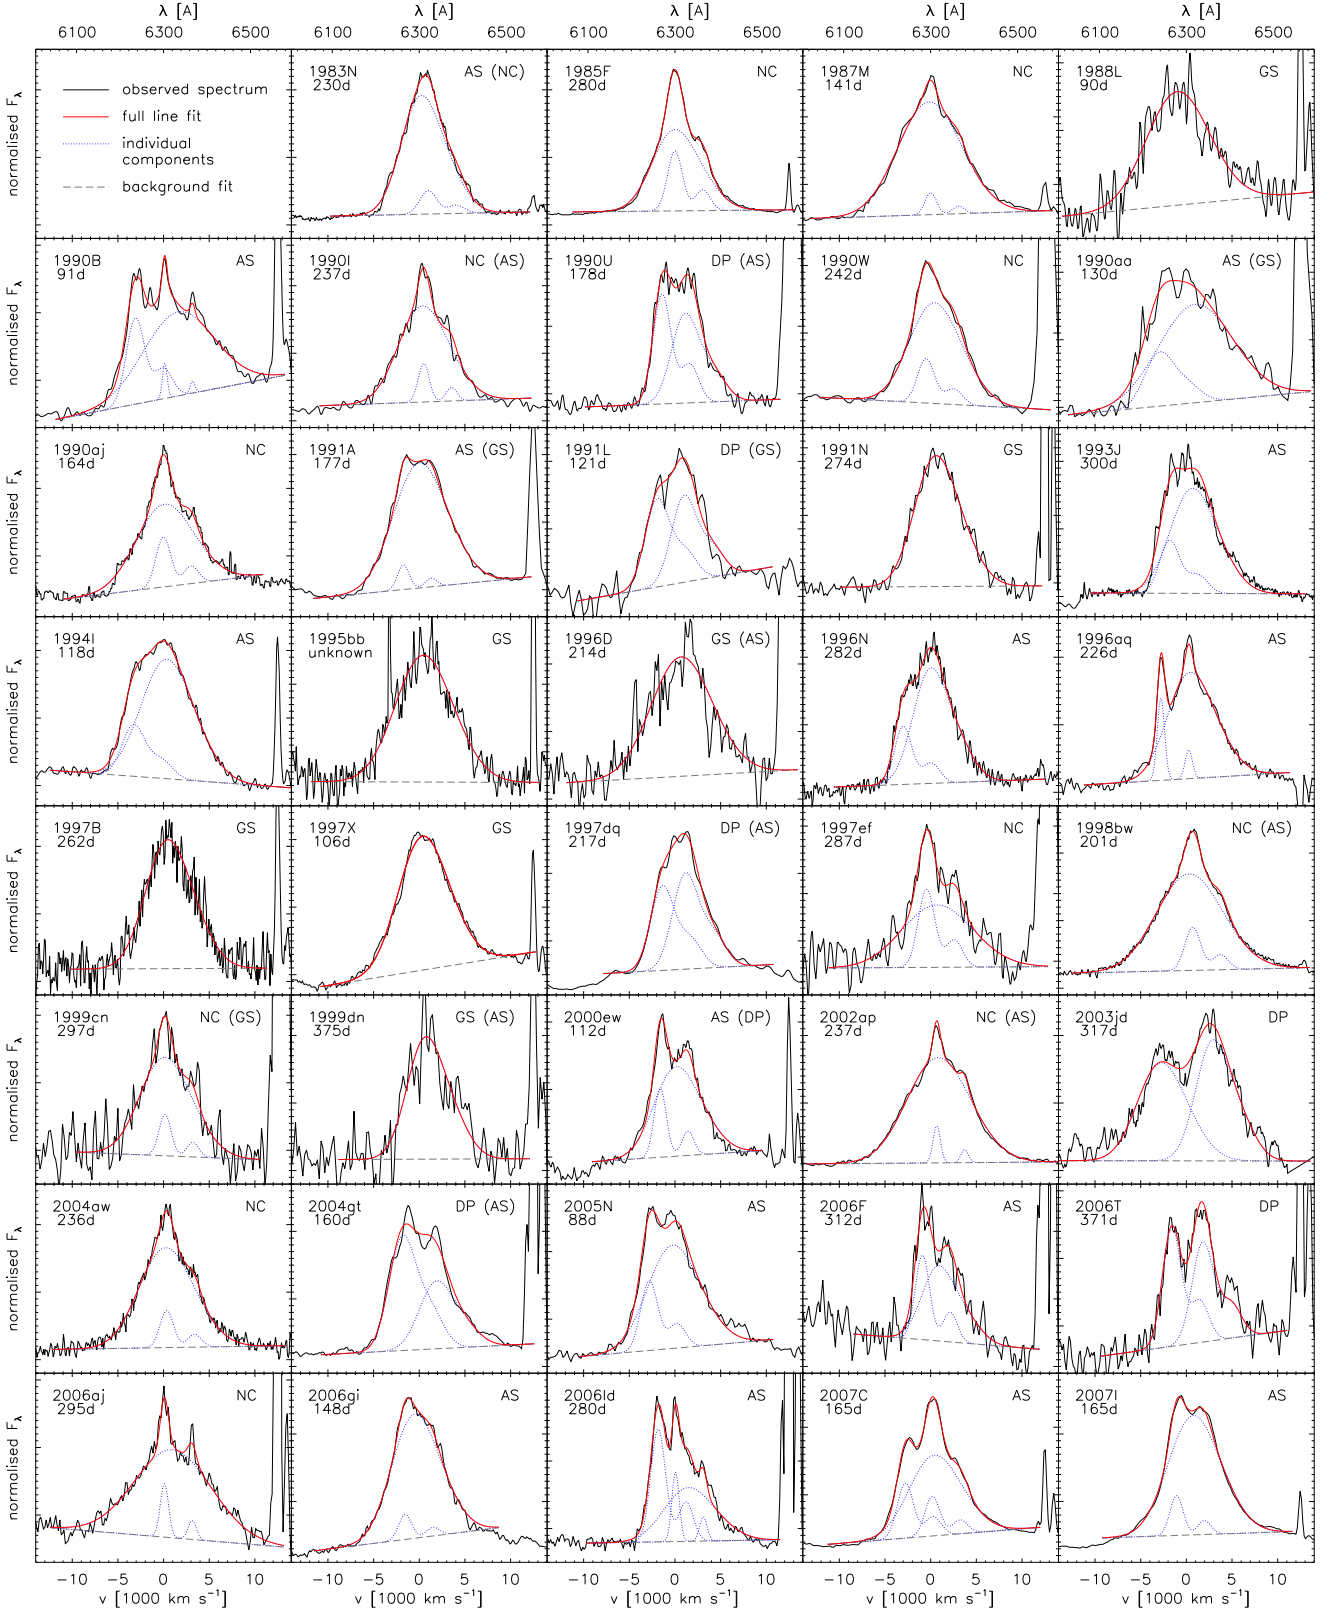 λ [A] λ [A] λ [A] λ [A] λ [A]
6100 6300 6500 6100 6300 6500 6100 6300 6500 6100 6300 6500 6100 6300 6500
normalised Fλ
observed spectrum
full line fit
individual
components
background fit
1983N AS (NC)
230d
1985F NC
280d
1987M NC
141d
1988L GS
90d
normalised Fλ
1990B AS
91d
1990I NC (AS)
237d
1990U DP (AS)
178d
1990W NC
242d
1990aa AS (GS)
130d
normalised Fλ
1990aj NC
164d
1991A AS (GS)
177d
1991L DP (GS)
121d
1991N GS
274d
1993J AS
300d
normalised Fλ
1994I AS
118d
1995bb GS
unknown
1996D GS (AS)
214d
1996N AS
282d
1996aq AS
226d
normalised Fλ
1997B GS
262d
1997X GS
106d
1997dq DP (AS)
217d
1997ef NC
287d
1998bw NC (AS)
201d
normalised Fλ
1999cn NC (GS)
297d
1999dn GS (AS)
375d
2000ew AS (DP)
112d
2002ap NC (AS)
237d
2003jd DP
317d
normalised Fλ
2004aw NC
236d
2004gt DP (AS)
160d
2005N AS
88d
2006F AS
312d
2006T DP
371d
normalised Fλ
2006aj NC
295d
2006gi AS
148d
2006ld AS
280d
2007C AS
165d
2007I AS
165d
−10 −5 0 5 10 −10 −5 0 5 10 −10 −5 0 5 10 −10 −5 0 5 10 −10 −5 0 5 10
v [1000 km s⁻¹] v [1000 km s⁻¹] v [1000 km s⁻¹] v [1000 km s⁻¹] v [1000 km s⁻¹]